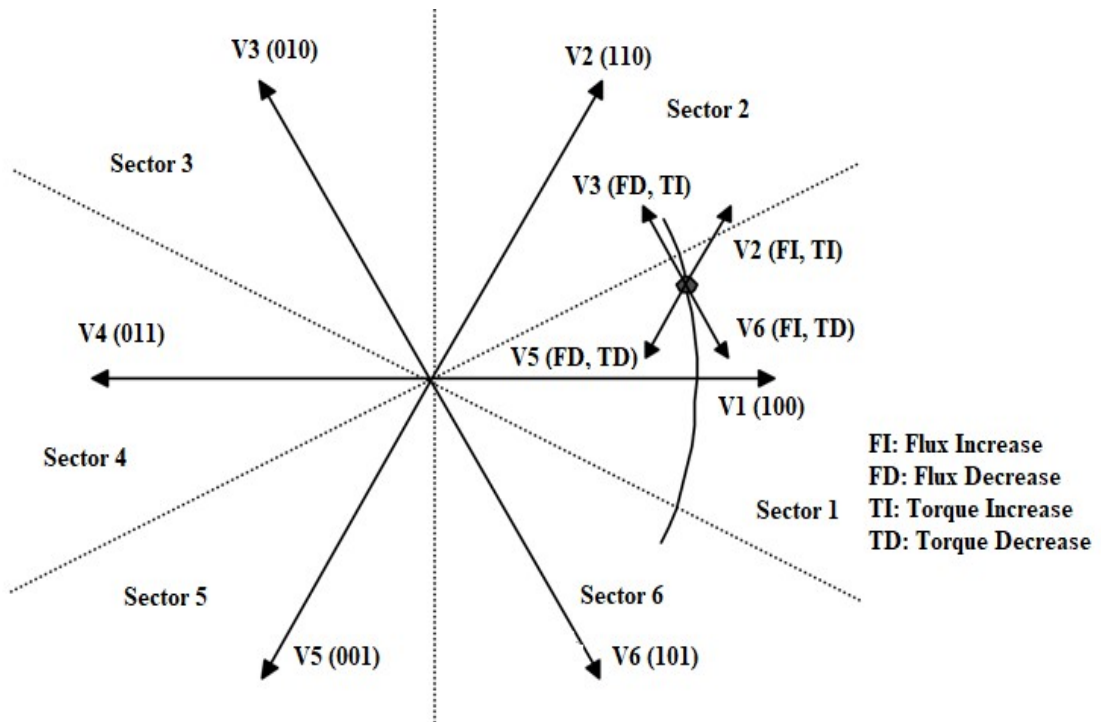 V3 (010)
V2 (110)
Sector 2
Sector 3
V3 (FD, TI)
V2 (FI, TI)
V4 (011)
V6 (FI, TD)
V5 (FD, TD)
V1 (100)
FI: Flux Increase
Sector 4
FD: Flux Decrease
Sector 1
TI: Torque Increase
TD: Torque Decrease
Sector 5
Sector 6
V5 (001)
V6 (101)